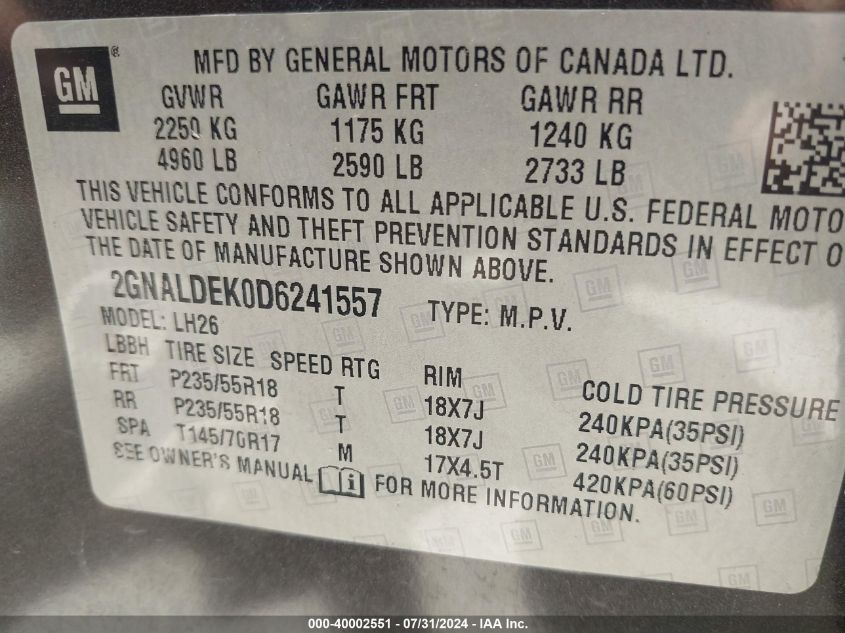 GM ®
MFD BY GENERAL MOTORS OF CANADA LTD.
GVWR GAWR FRT GAWR RR
2250 KG 1175 KG 1240 KG
4960 LB 2590 LB 2733 LB
THIS VEHICLE CONFORMS TO ALL APPLICABLE U.S. FEDERAL MOTO
VEHICLE SAFETY AND THEFT PREVENTION STANDARDS IN EFFECT O
THE DATE OF MANUFACTURE SHOWN ABOVE.
2GNALDEK0D6241557 TYPE: M.P.V.
MODEL: LH26
LBBH TIRE SIZE SPEED RTG RIM COLD TIRE PRESSURE
FRT P235/55R18 T 18X7J 240KPA(35PSI)
RR P235/55R18 T 18X7J 240KPA(35PSI)
SPA T145/70R17 M 17X4.5T 420KPA(60PSI)
SEE OWNER'S MANUAL FOR MORE INFORMATION.
000-40002551 - 07/31/2024 - IAA Inc.